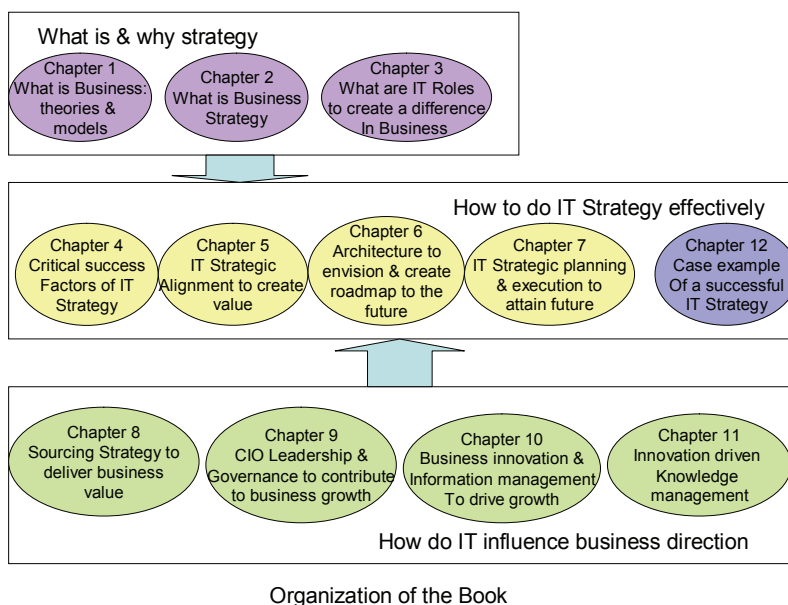 What is & why strategy
Chapter 1
What is Business:
theories &
models
Chapter 2
What is Business
Strategy
Chapter 3
What are IT Roles
to create a difference
In Business
How to do IT Strategy effectively
Chapter 4
Critical success
Factors of IT
Strategy
Chapter 5
IT Strategic
Alignment to create
value
Chapter 6
Architecture to
envision & create
roadmap to the
future
Chapter 7
IT Strategic planning
& execution to
attain future
Chapter 12
Case example
Of a successful
IT Strategy
Chapter 8
Sourcing Strategy to
deliver business
value
Chapter 9
CIO Leadership &
Governance to contribute
to business growth
Chapter 10
Business innovation &
Information management
To drive growth
Chapter 11
Innovation driven
Knowledge
management
How do IT influence business direction
Organization of the Book